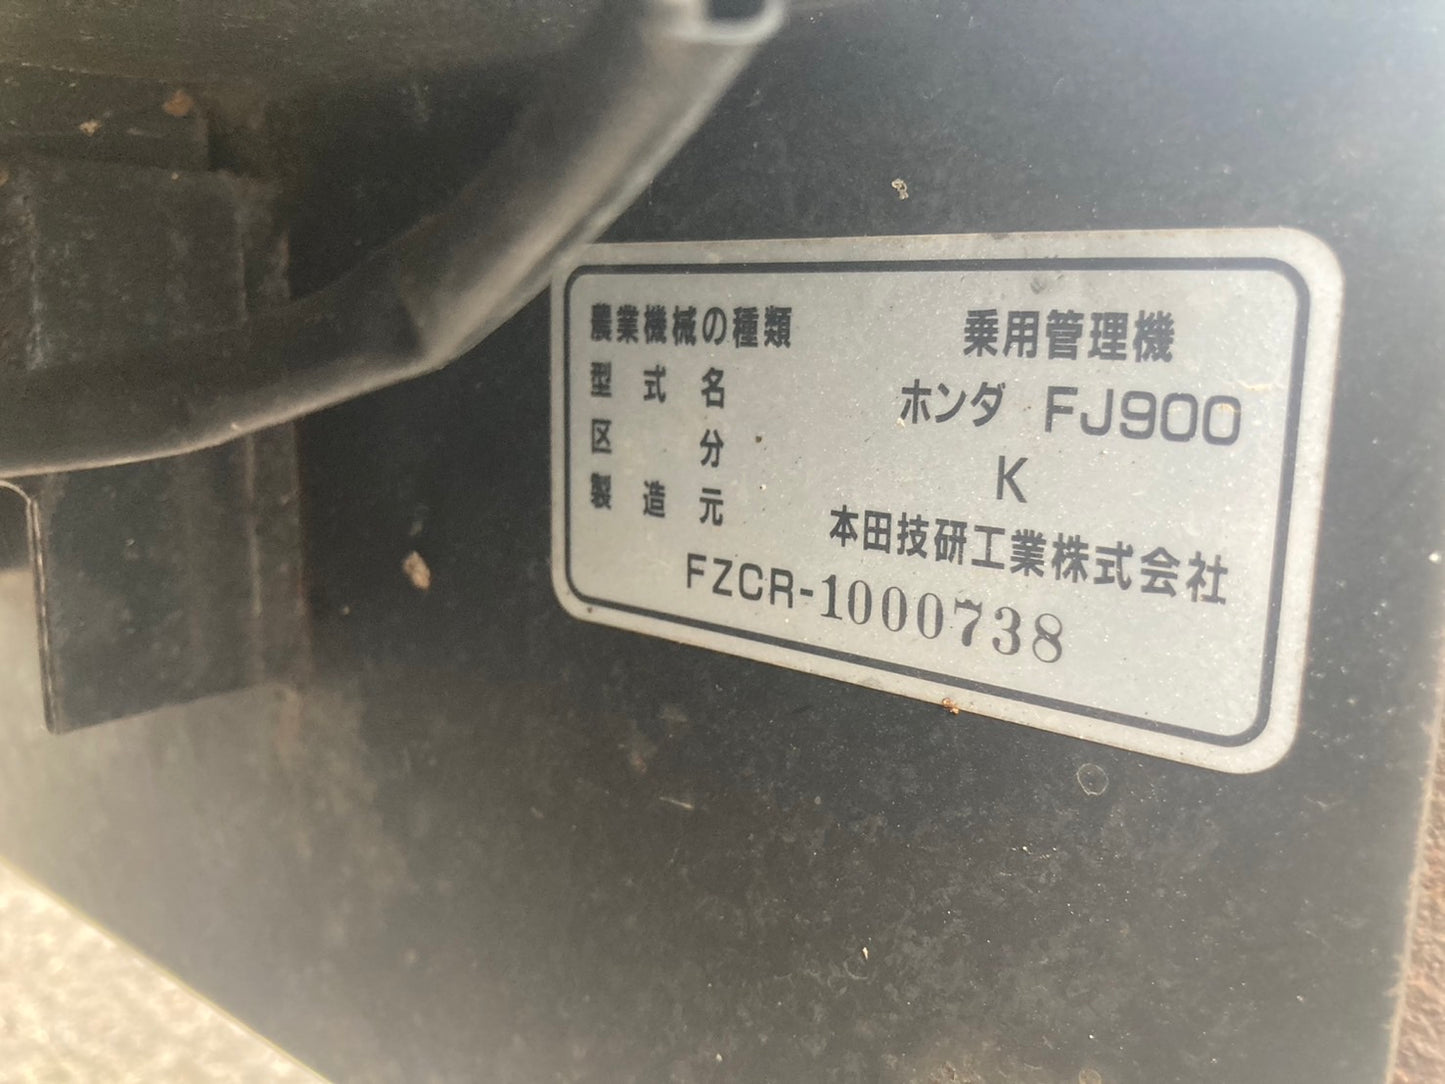 農業機械の種類 乗用管理機
型式名 ホンダ FJ900
区分 K
製造元 本田技研工業株式会社
FZCR-1000738